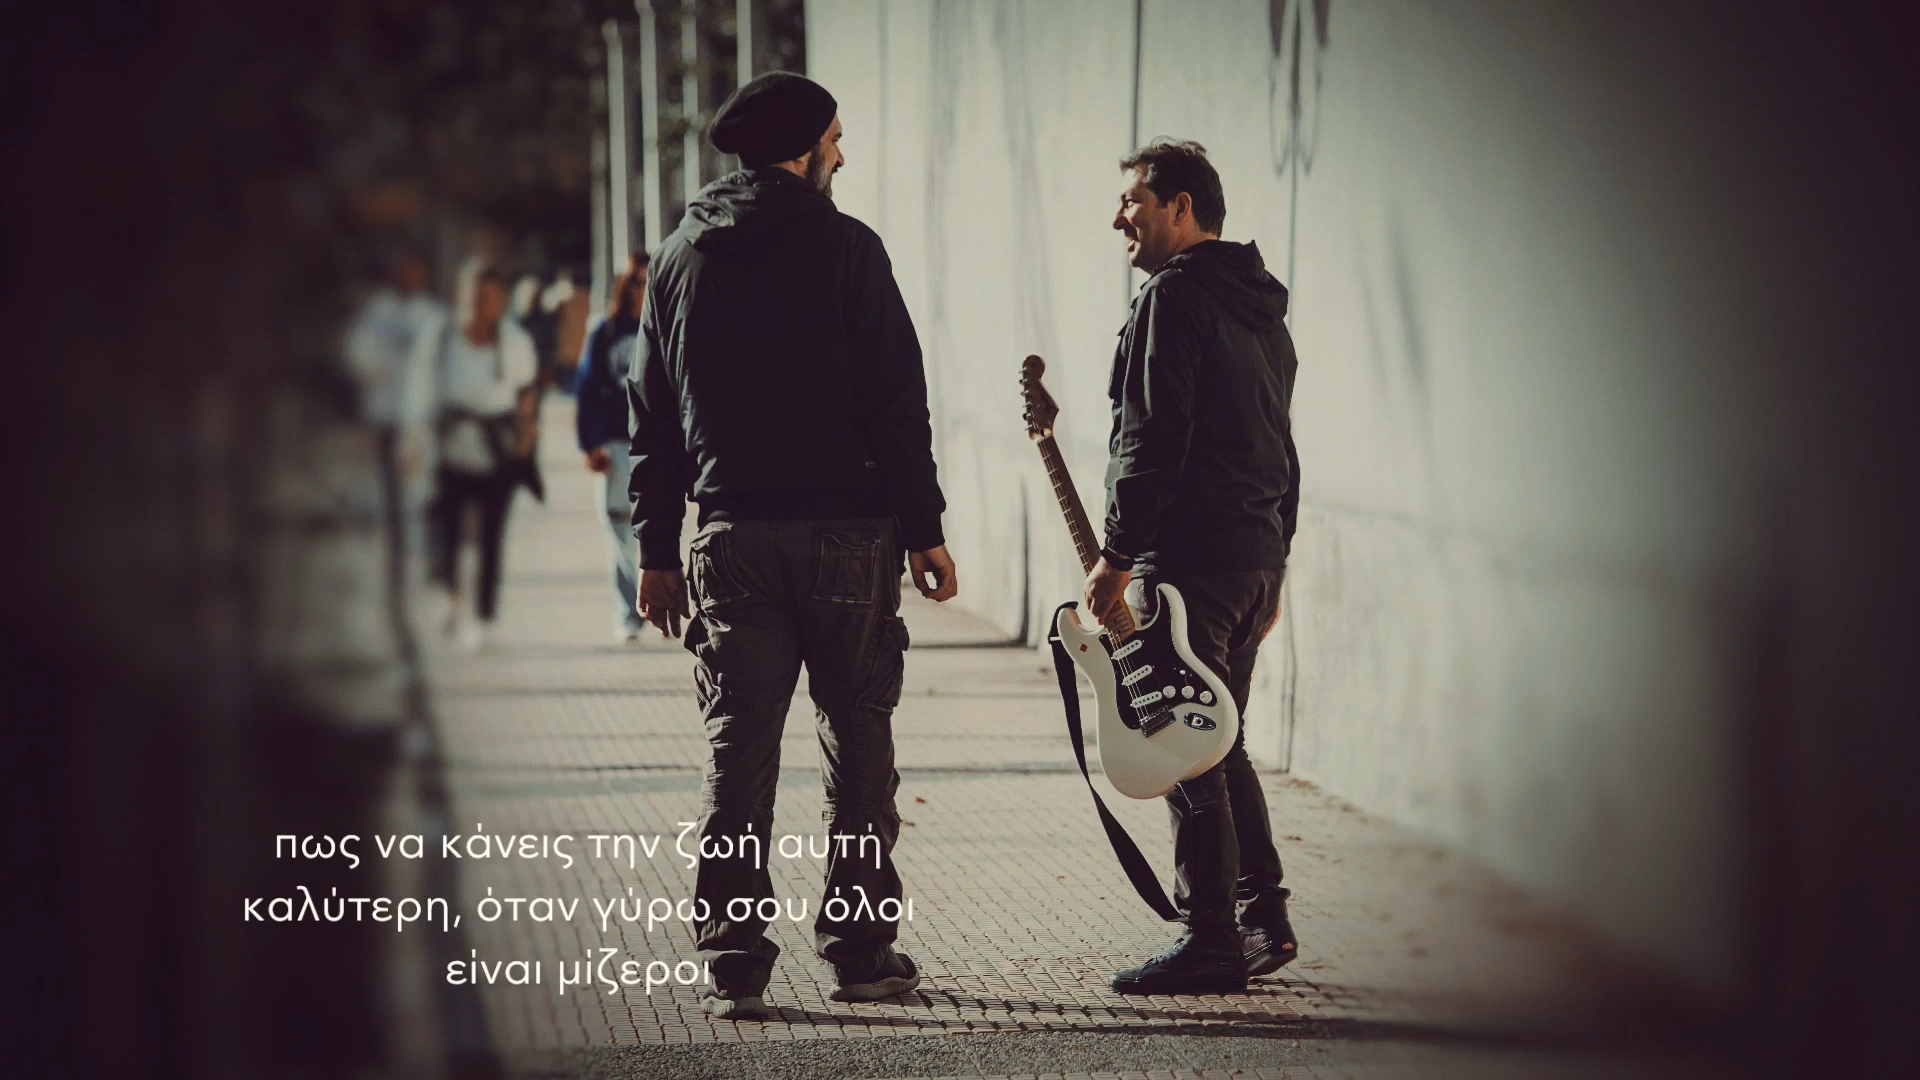 πως να κάνεις την ζωή αυτή
καλύτερη, όταν γύρω σου όλοι
είναι μίζεροι